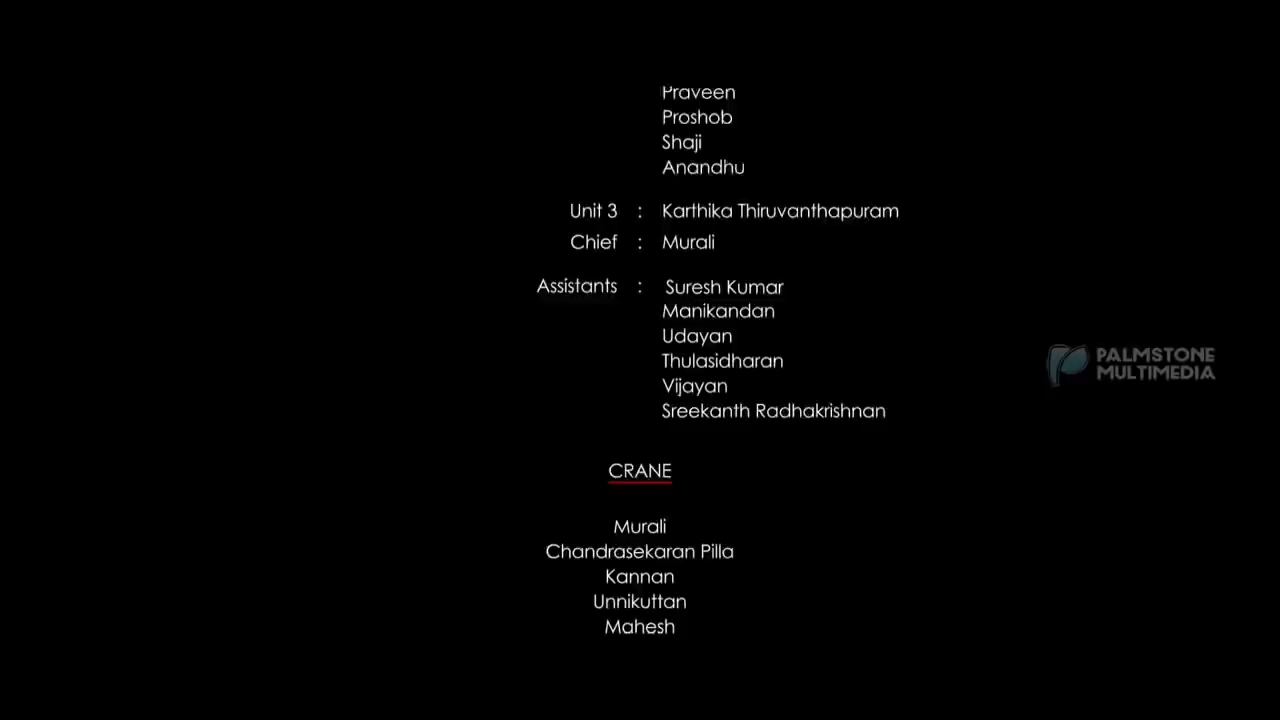 Praveen
Proshob
Shaji
Anandhu
Unit 3 : Karthika Thiruvanthapuram
Chief : Murali
Assistants : Suresh Kumar
Manikandan
Udayan
Thulasidharan
Vijayan
Sreekanth Radhakrishnan
PALMSTONE
MULTIMEDIA
CRANE
Murali
Chandrasekaran Pilla
Kannan
Unnikuttan
Mahesh